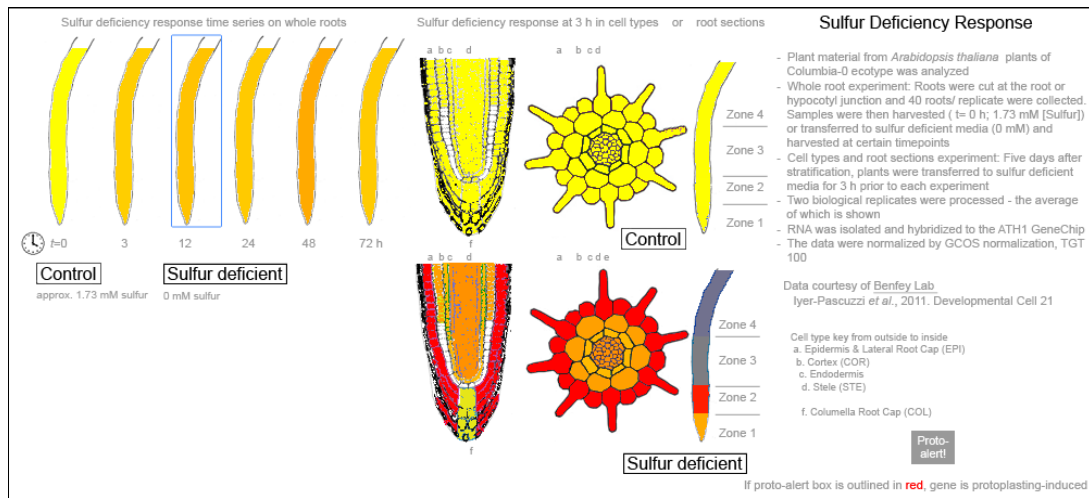 Sulfur deficiency response time series on whole roots
Sulfur deficiency response at 3 h in cell types or root sections
Sulfur Deficiency Response
a b c d
a b c d
- Plant material from Arabidopsis thaliana plants of
Columbia-0 ecotype was analyzed
- Whole root experiment: Roots were cut at the root or
hypocotyl junction and 40 roots/ replicate were collected.
Samples were then harvested ( t= 0 h; 1.73 mM [Sulfur])
or transferred to sulfur deficient media (0 mM) and
harvested at certain timepoints
- Cell types and root sections experiment: Five days after
stratification, plants were transferred to sulfur deficient
media for 3 h prior to each experiment
- Two biological replicates were processed - the average
of which is shown
- RNA was isolated and hybridized to the ATH1 GeneChip
- The data were normalized by GCOS normalization, TGT
100
Zone 4
Zone 3
Zone 2
Zone 1
f
Control
t=0 3 12 24 48 72 h
Control
Sulfur deficient
approx. 1.73 mM sulfur
0 mM sulfur
a b c d
a b c d e
Zone 4
Zone 3
Zone 2
Zone 1
f
Sulfur deficient
Data courtesy of Benfey Lab
Iyer-Pascuzzi et al., 2011. Developmental Cell 21
Cell type key from outside to inside
a. Epidermis & Lateral Root Cap (EPI)
b. Cortex (COR)
c. Endodermis
d. Stele (STE)
f. Columella Root Cap (COL)
Proto-
alert!
If proto-alert box is outlined in red, gene is protoplasting-induced